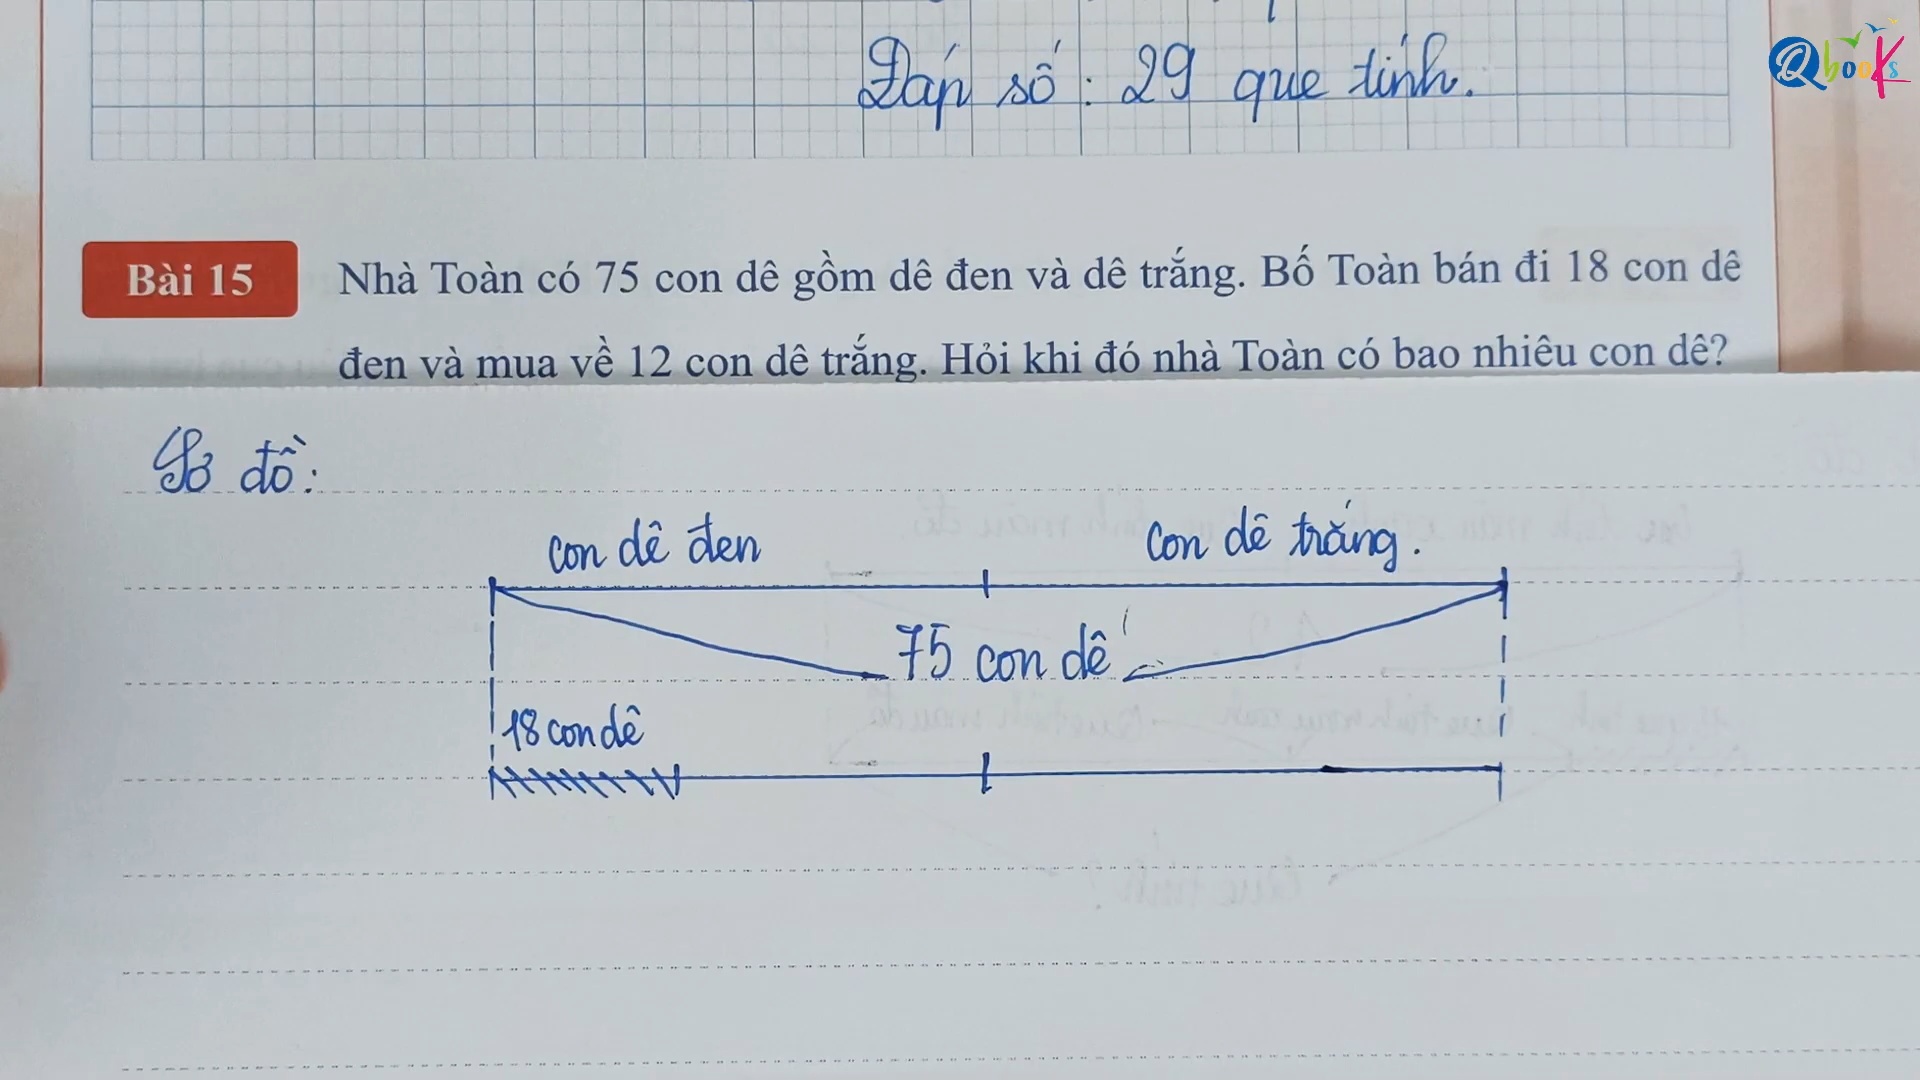 Qbooks
Đáp số: 29 que tính.
Bài 15 Nhà Toàn có 75 con dê gồm dê đen và dê trắng. Bố Toàn bán đi 18 con dê
đen và mua về 12 con dê trắng. Hỏi khi đó nhà Toàn có bao nhiêu con dê?
Sơ đồ:
con dê đen con dê trắng.
75 con dê
18 con dê